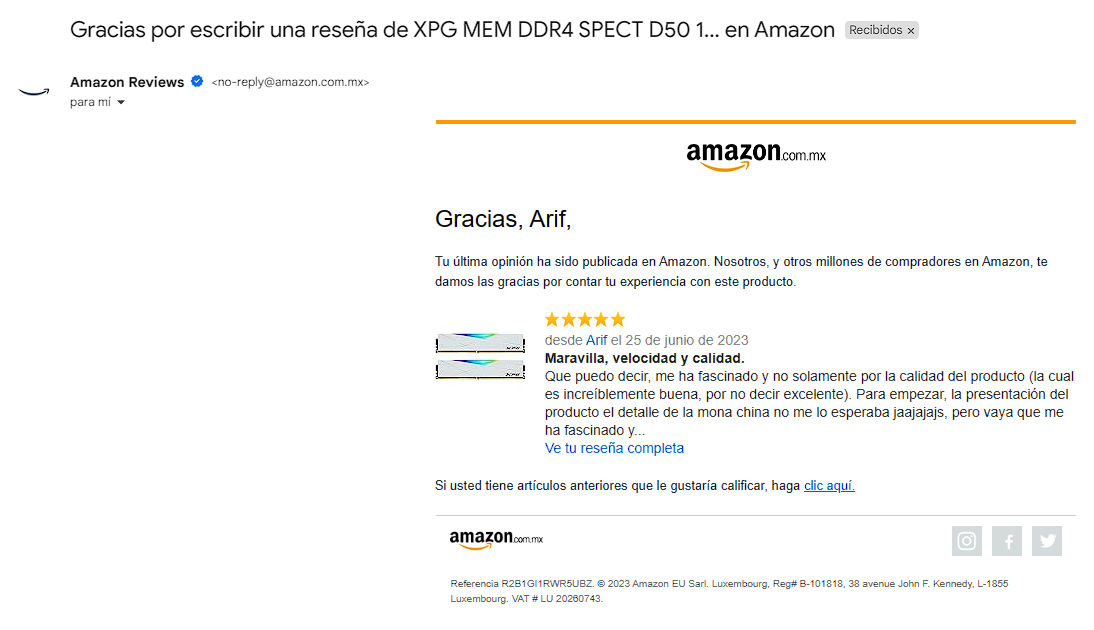 Gracias por escribir una reseña de XPG MEM DDR4 SPECT D50 1... en Amazon
Recibidos x
Amazon Reviews <no-reply@amazon.com.mx>
para mí
amazon.com.mx
Gracias, Arif,
Tu última opinión ha sido publicada en Amazon. Nosotros, y otros millones de compradores en Amazon, te
damos las gracias por contar tu experiencia con este producto.
desde Arif el 25 de junio de 2023
Maravilla, velocidad y calidad.
Que puedo decir, me ha fascinado y no solamente por la calidad del producto (la cual
es increíblemente buena, por no decir excelente). Para empezar, la presentación del
producto el detalle de la mona china no me lo esperaba jaajajajs, pero vaya que me
ha fascinado y...
Ve tu reseña completa
XPG
XPG
Si usted tiene artículos anteriores que le gustaría calificar, haga clic aquí.
amazon.com.mx
Referencia R2B1GI1RWR5UBZ. © 2023 Amazon EU Sarl. Luxembourg, Reg# B-101818, 38 avenue John F. Kennedy, L-1855
Luxembourg. VAT # LU 20260743.